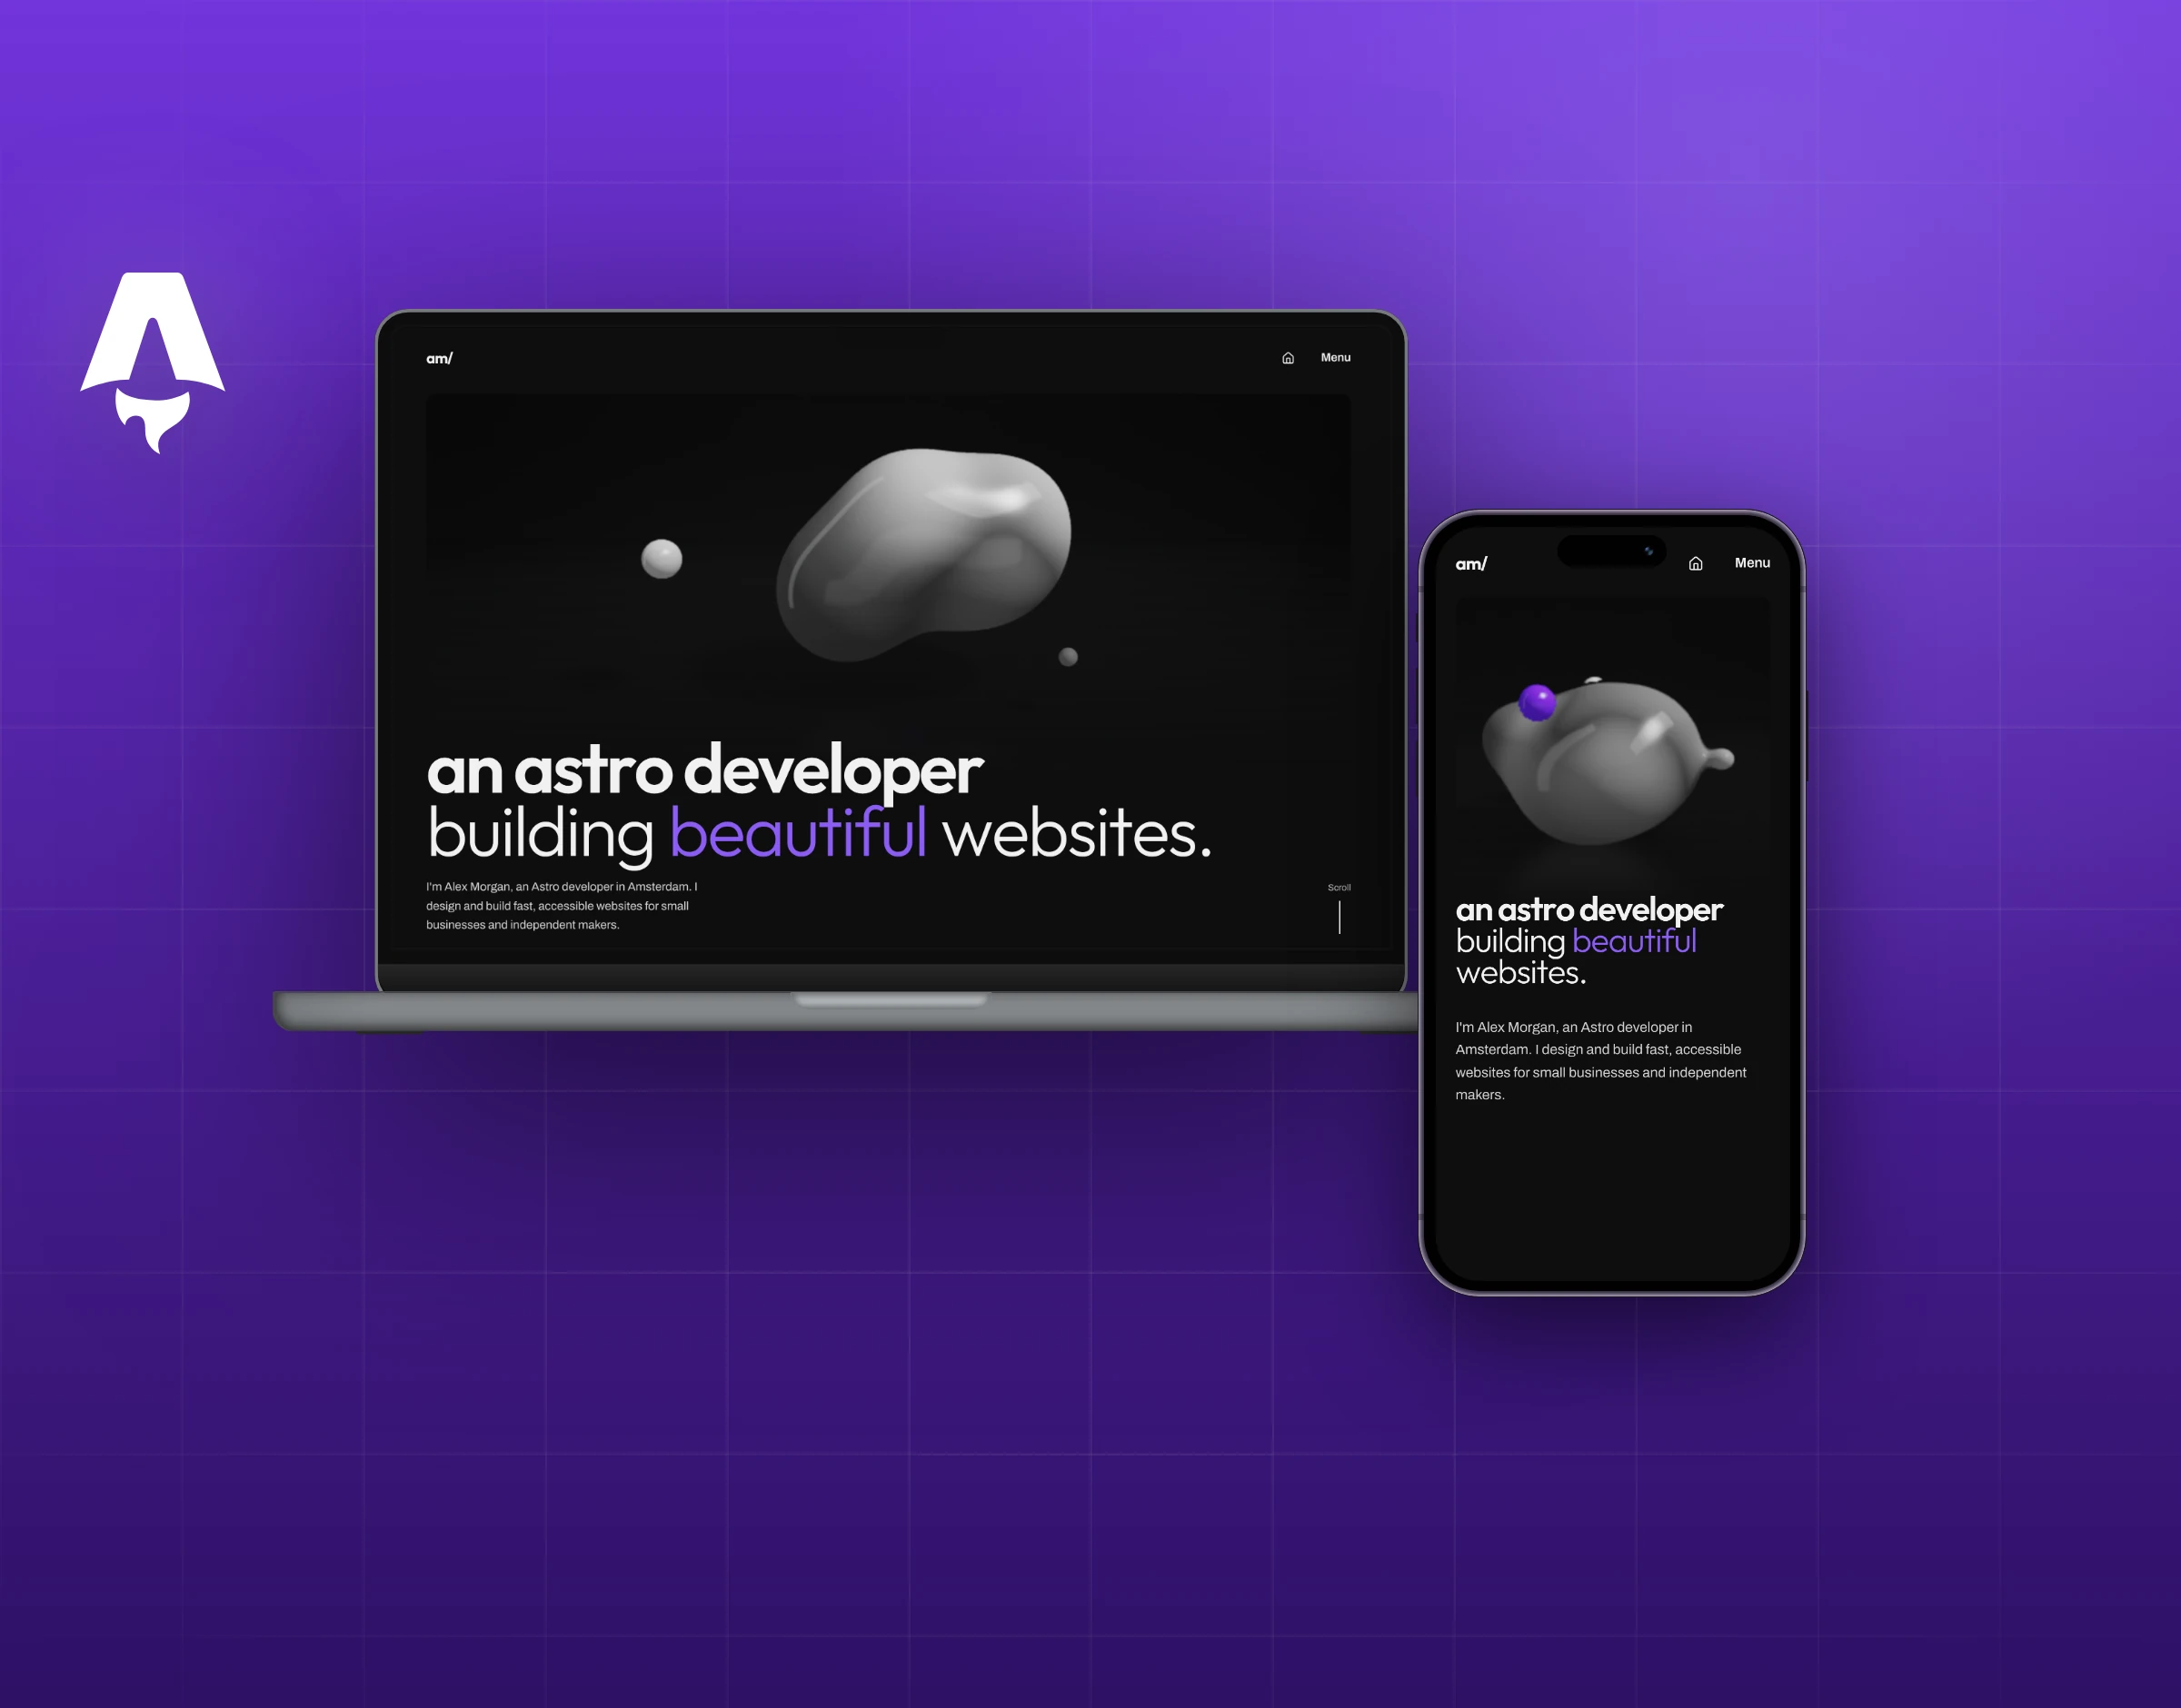 am/
Menu
an astro developer
building beautiful websites.
I'm Alex Morgan, an Astro developer in Amsterdam. I
design and build fast, accessible websites for small
businesses and independent makers.
Scroll
am/
Menu
an astro developer
building beautiful
websites.
I'm Alex Morgan, an Astro developer in
Amsterdam. I design and build fast, accessible
websites for small businesses and independent
makers.